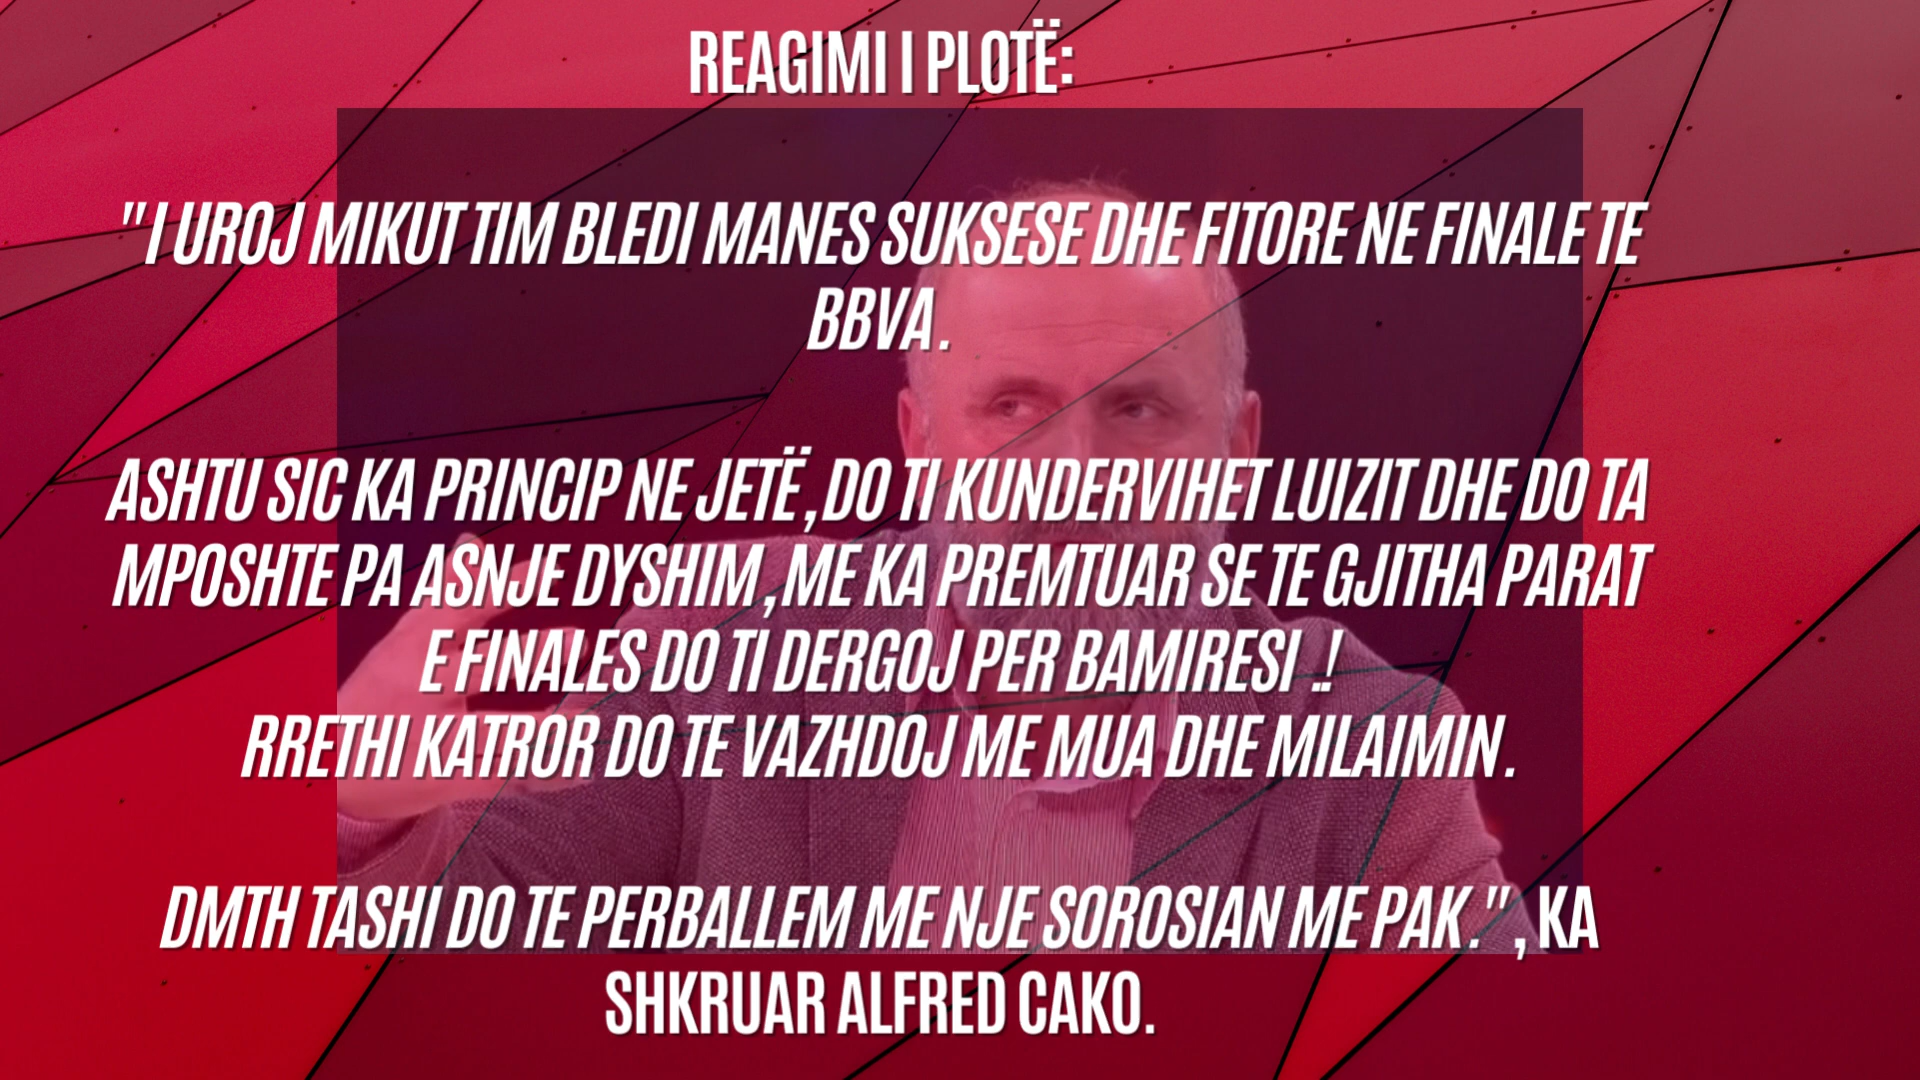 REAGIMI I PLOTË:
"I UROJ MIKUT TIM BLEDI MANES SUKSESE DHE FITORE NE FINALE TE
BBVA.
ASHTU SIC KA PRINCIP NE JETË,DO TI KUNDERVIHET LUIZIT DHE DO TA
MPOSHTE PA ASNJE DYSHIM,ME KA PREMTUAR SE TE GJITHA PARAT
E FINALES DO TI DERGOJ PER BAMIRESI .!
RRETHI KATROR DO TE VAZHDOJ ME MUA DHE MILAIMIN.
DMTH TASHI DO TE PERBALLEM ME NJE SOROSIAN ME PAK.", KA
SHKRUAR ALFRED CAKO.